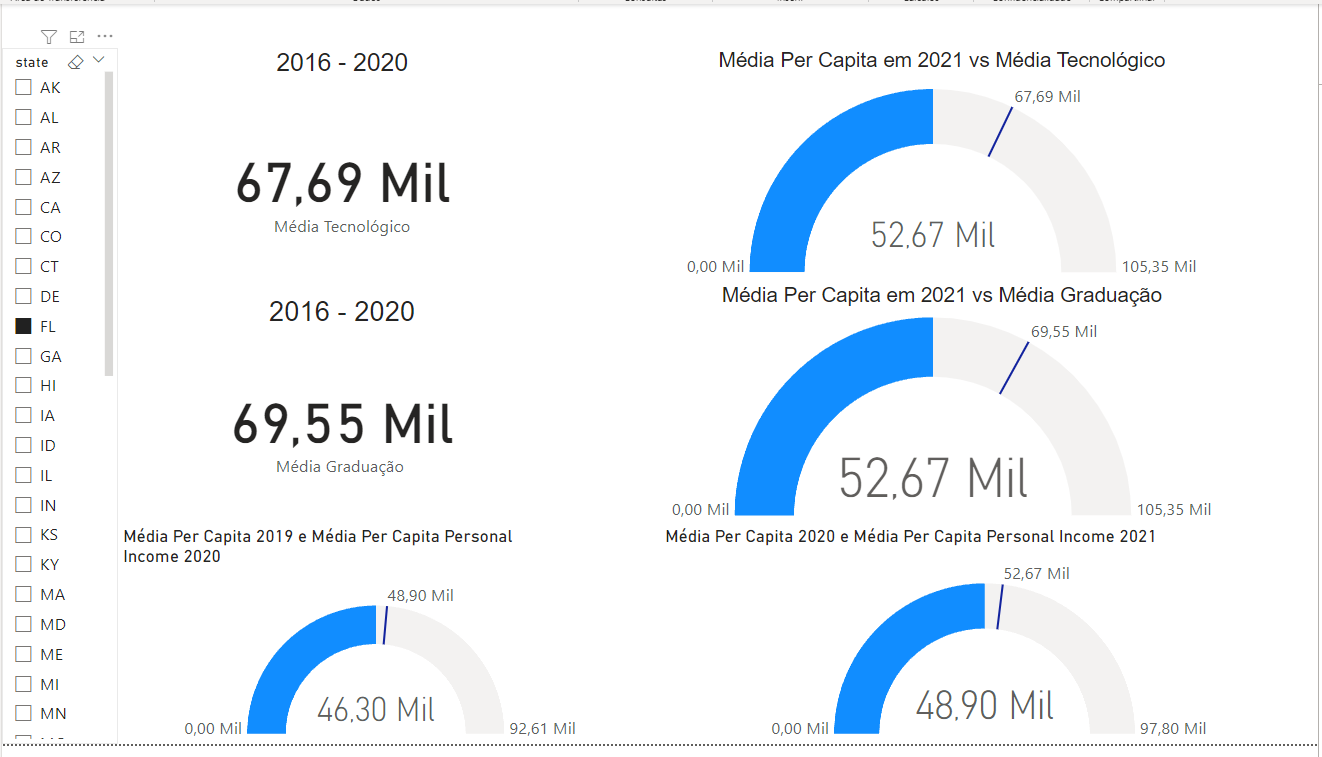 state
AK
AL
AR
AZ
CA
CO
CT
DE
FL
GA
HI
IA
ID
IL
IN
KS
KY
MA
MD
ME
MI
MN
2016 - 2020
67,69 Mil
Média Tecnológico
2016 - 2020
69,55 Mil
Média Graduação
Média Per Capita em 2021 vs Média Tecnológico
67,69 Mil
52,67 Mil
0,00 Mil
105,35 Mil
Média Per Capita em 2021 vs Média Graduação
69,55 Mil
52,67 Mil
0,00 Mil
105,35 Mil
Média Per Capita 2019 e Média Per Capita Personal
Income 2020
48,90 Mil
46,30 Mil
0,00 Mil
92,61 Mil
Média Per Capita 2020 e Média Per Capita Personal Income 2021
52,67 Mil
48,90 Mil
0,00 Mil
97,80 Mil